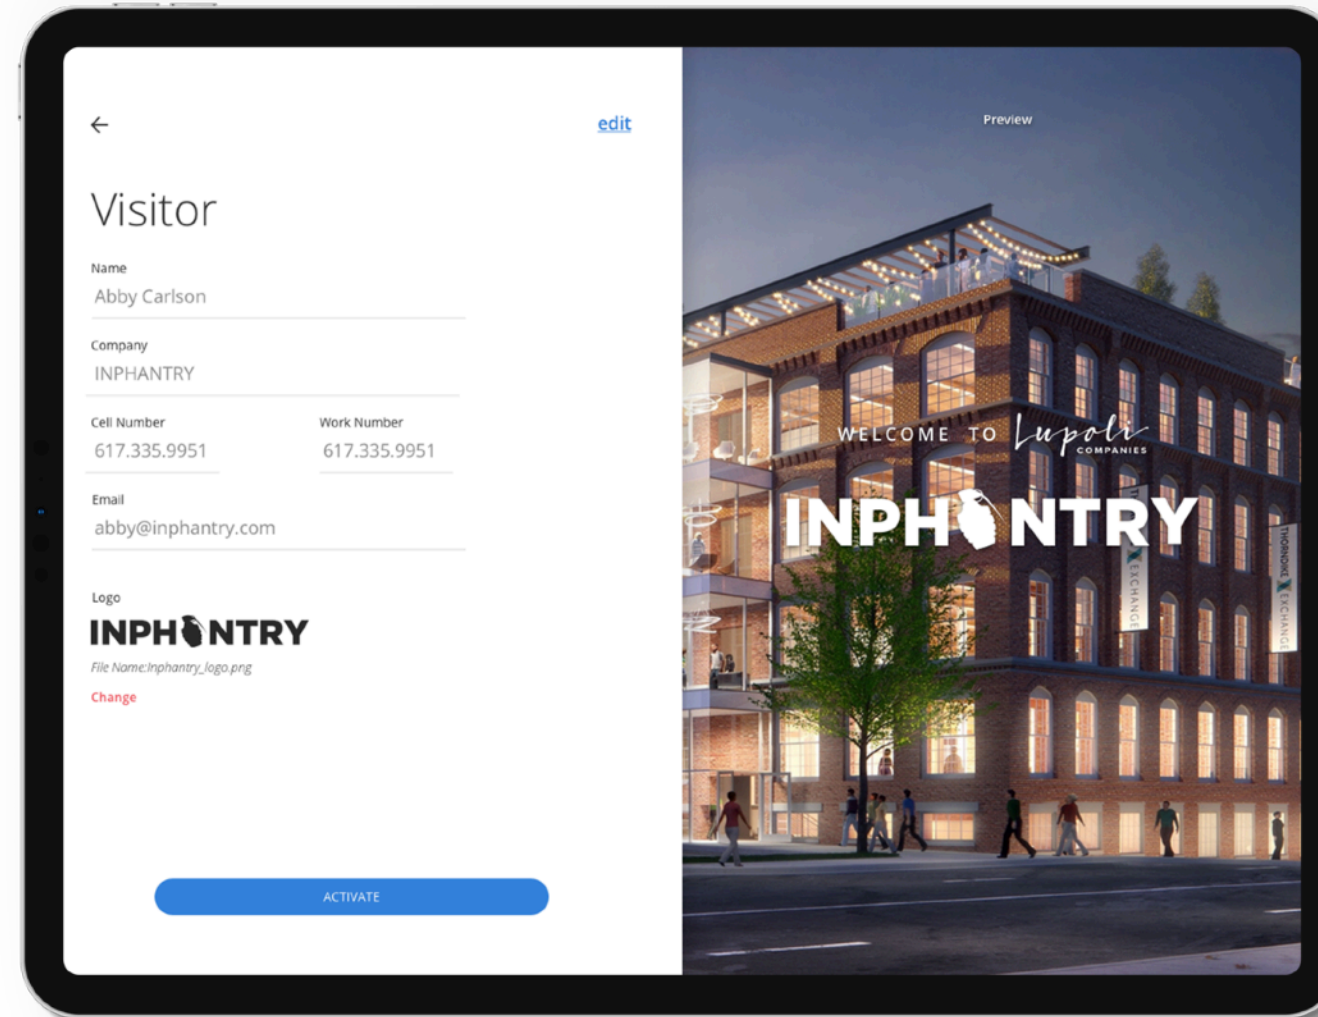 edit
Visitor
Name
Abby Carlson
Company
INPHANTRY
Cell Number
617.335.9951
Work Number
617.335.9951
Email
abby@inphantry.com
Logo
INPHANTRY
File Name:Inphantry_logo.png
Change
ACTIVATE
Preview
WELCOME TO Lupoli
COMPANIES
INPHANTRY
EXCHANGE
THORNDIKE EXCHANGE